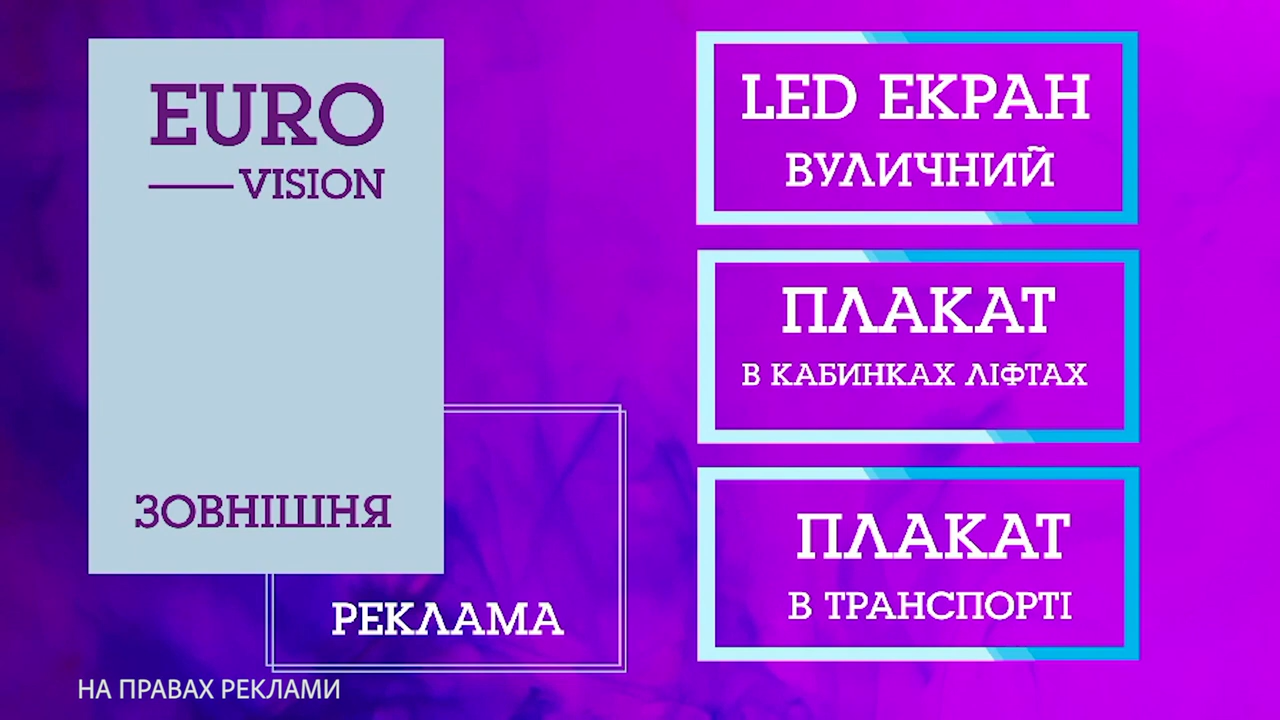 EURO
VISION
ЗОВНІШНЯ
РЕКЛАМА
НА ПРАВАХ РЕКЛАМИ
LED ЕКРАН
ВУЛИЧНИЙ
ПЛАКАТ
В КАБИНКАХ ЛІФТАХ
ПЛАКАТ
В ТРАНСПОРТІ